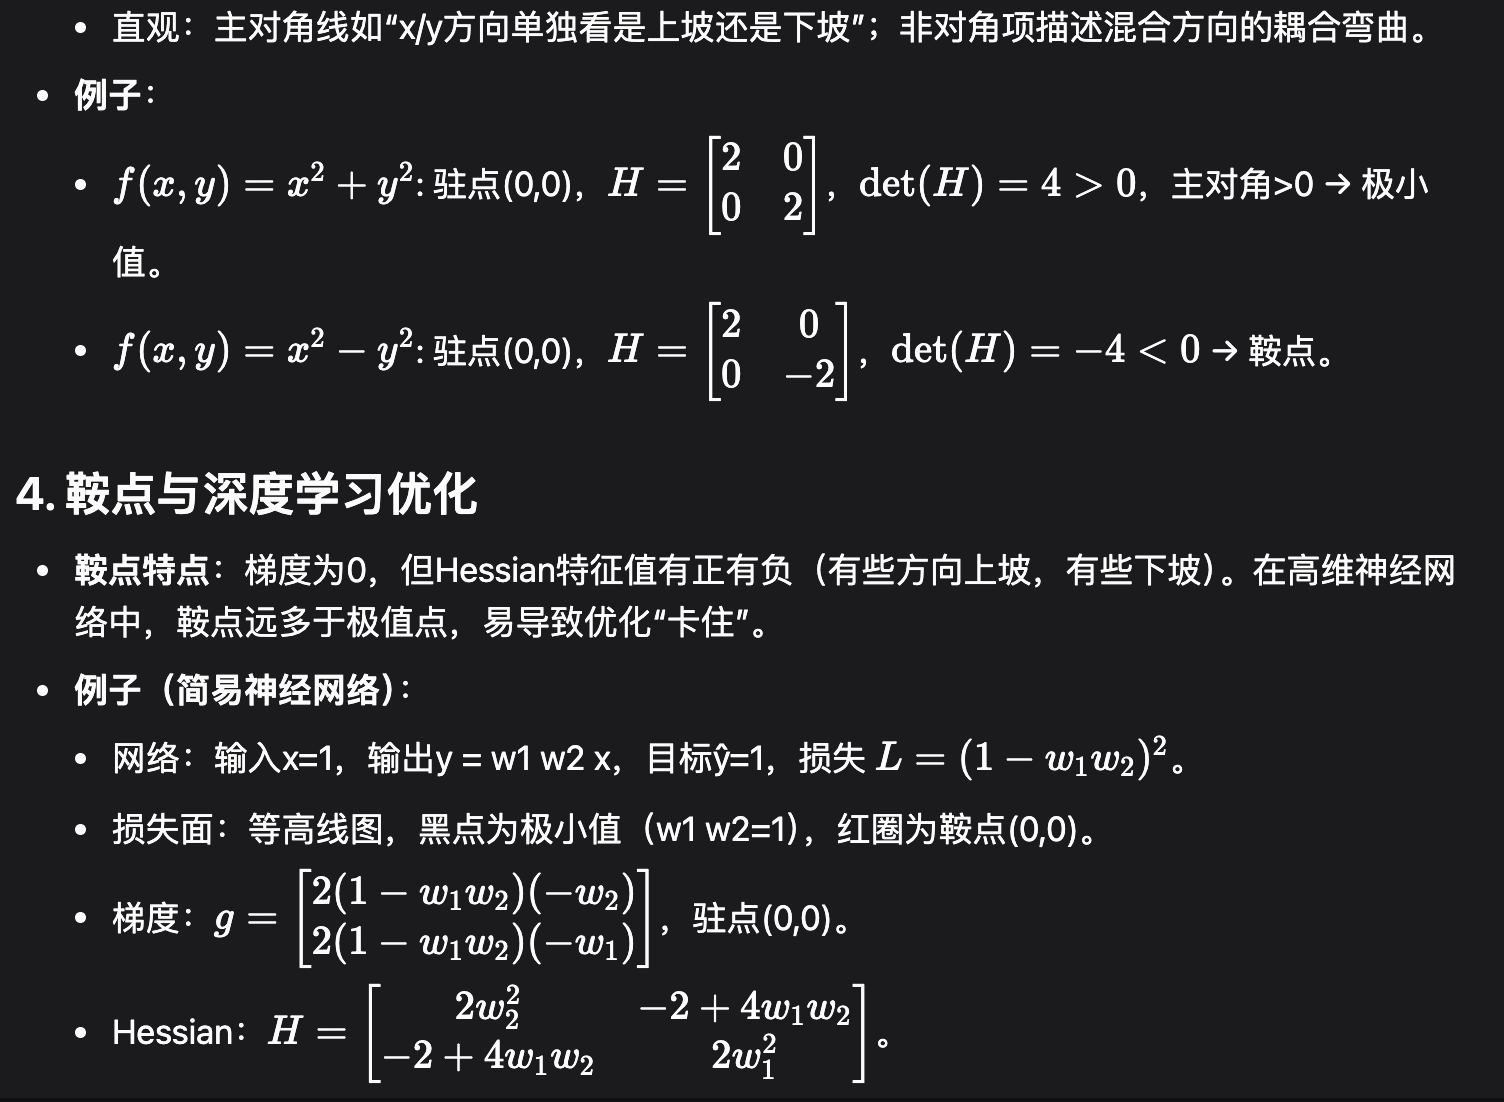 • 直观：主对角线如“x/y方向单独看是上坡还是下坡”；非对角项描述混合方向的耦合弯曲。
• 例子：
• $f(x,y) = x^2 + y^2$: 驻点(0,0)，$H = \begin{bmatrix} 2 & 0 \\ 0 & 2 \end{bmatrix}$，$\det(H) = 4 > 0$，主对角>0 → 极小
值。
• $f(x,y) = x^2 - y^2$: 驻点(0,0)，$H = \begin{bmatrix} 2 & 0 \\ 0 & -2 \end{bmatrix}$，$\det(H) = -4 < 0$ → 鞍点。
4. 鞍点与深度学习优化
• 鞍点特点：梯度为0，但Hessian特征值有正有负（有些方向上坡，有些下坡）。在高维神经网
络中，鞍点远多于极值点，易导致优化“卡住”。
• 例子（简易神经网络）：
• 网络：输入x=1，输出y = w1 w2 x，目标ŷ=1，损失 $L = (1 - w_1 w_2)^2$。
• 损失面：等高线图，黑点为极小值（w1 w2=1），红圈为鞍点(0,0)。
• 梯度：$g = \begin{bmatrix} 2(1 - w_1 w_2)(-w_2) \\ 2(1 - w_1 w_2)(-w_1) \end{bmatrix}$，驻点(0,0)。
• Hessian：$H = \begin{bmatrix} 2w_2^2 & -2 + 4w_1 w_2 \\ -2 + 4w_1 w_2 & 2w_1^2 \end{bmatrix}$。